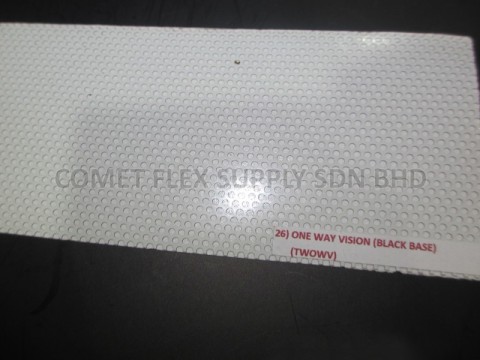 COMET FLEX SUPPLY SDN BHD
26) ONE WAY VISION (BLACK BASE)
(TWOWV)